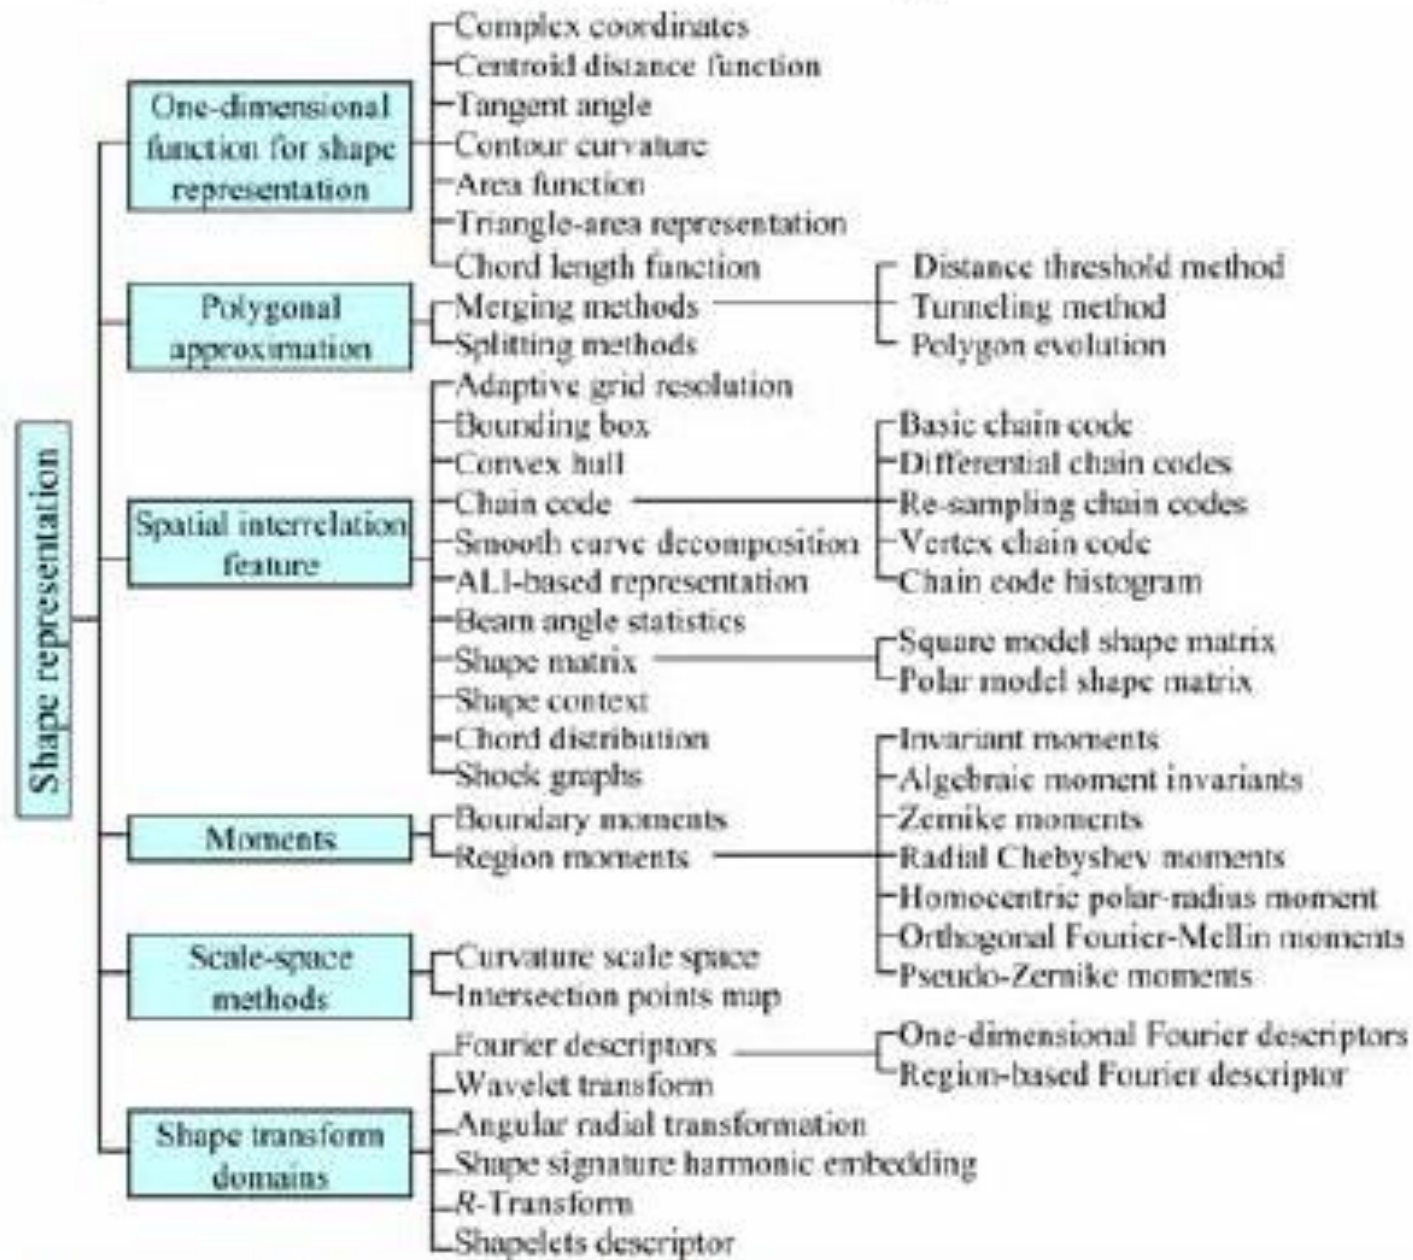 Shape representation
One-dimensional
function for shape
representation
Complex coordinates
Centroid distance function
Tangent angle
Contour curvature
Area function
Triangle-area representation
Chord length function
Polygonal
approximation
Merging methods
Distance threshold method
Tunneling method
Polygon evolution
Splitting methods
Spatial interrelation
feature
Adaptive grid resolution
Bounding box
Convex hull
Chain code
Basic chain code
Differential chain codes
Re-sampling chain codes
Vertex chain code
Chain code histogram
Smooth curve decomposition
ALI-based representation
Beam angle statistics
Shape matrix
Square model shape matrix
Polar model shape matrix
Shape context
Chord distribution
Shock graphs
Moments
Boundary moments
Region moments
Invariant moments
Algebraic moment invariants
Zernike moments
Radial Chebyshev moments
Homocentric polar-radius moment
Orthogonal Fourier-Mellin moments
Pseudo-Zernike moments
Scale-space
methods
Curvature scale space
Intersection points map
Shape transform
domains
Fourier descriptors
One-dimensional Fourier descriptors
Region-based Fourier descriptor
Wavelet transform
Angular radial transformation
Shape signature harmonic embedding
R-Transform
Shapelets descriptor